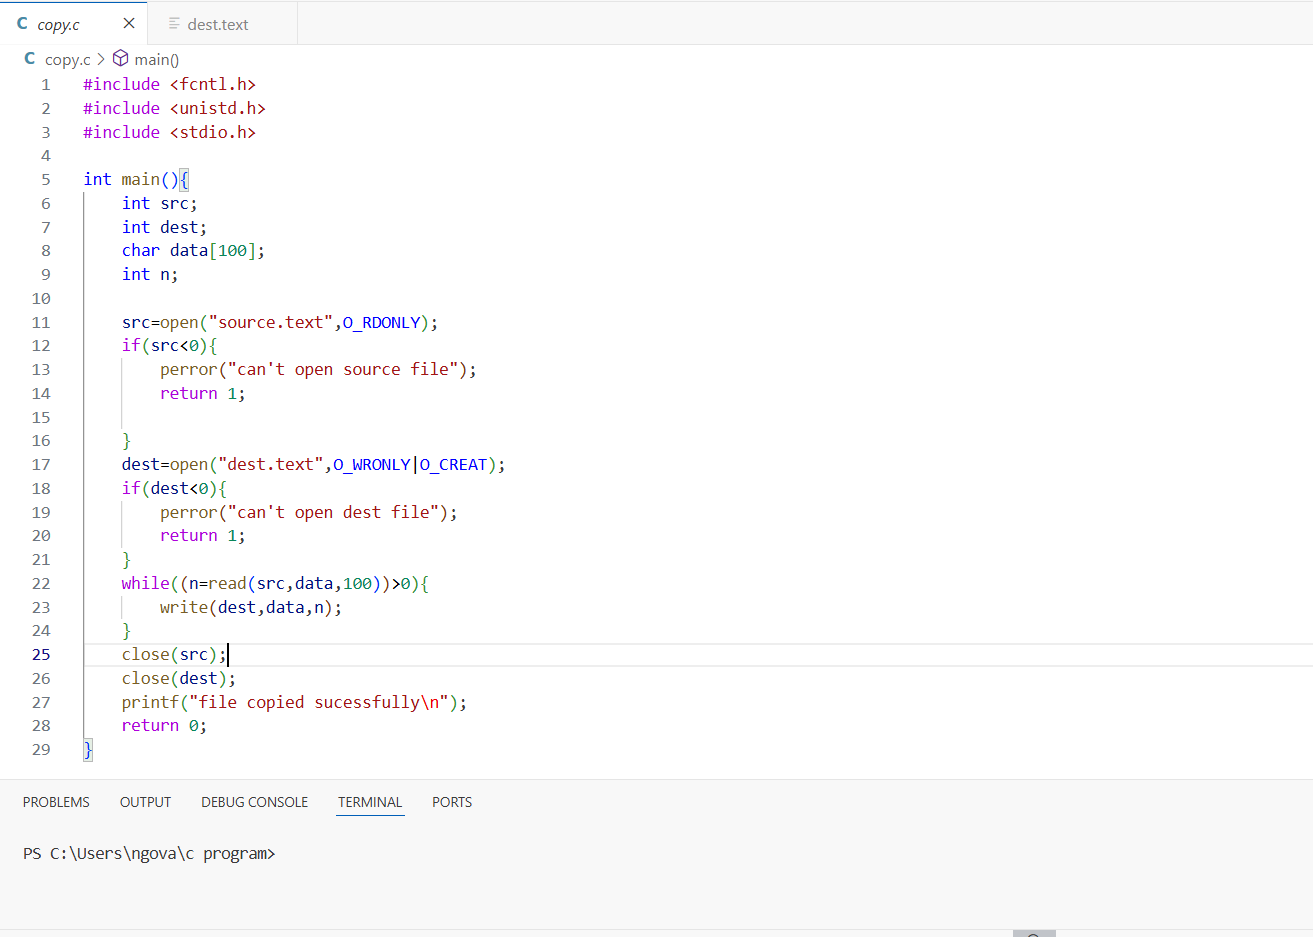 C copy.c ×
dest.text
C copy.c > main()
1 #include <fcntl.h>
2 #include <unistd.h>
3 #include <stdio.h>
4
5 int main(){
6     int src;
7     int dest;
8     char data[100];
9     int n;
10
11     src=open("source.text",O_RDONLY);
12     if(src<0){
13         perror("can't open source file");
14         return 1;
15
16     }
17     dest=open("dest.text",O_WRONLY|O_CREAT);
18     if(dest<0){
19         perror("can't open dest file");
20         return 1;
21     }
22     while((n=read(src,data,100))>0){
23         write(dest,data,n);
24     }
25     close(src);
26     close(dest);
27     printf("file copied sucessfully\n");
28     return 0;
29 }
PROBLEMS OUTPUT DEBUG CONSOLE TERMINAL PORTS
PS C:\Users\ngova\c program>